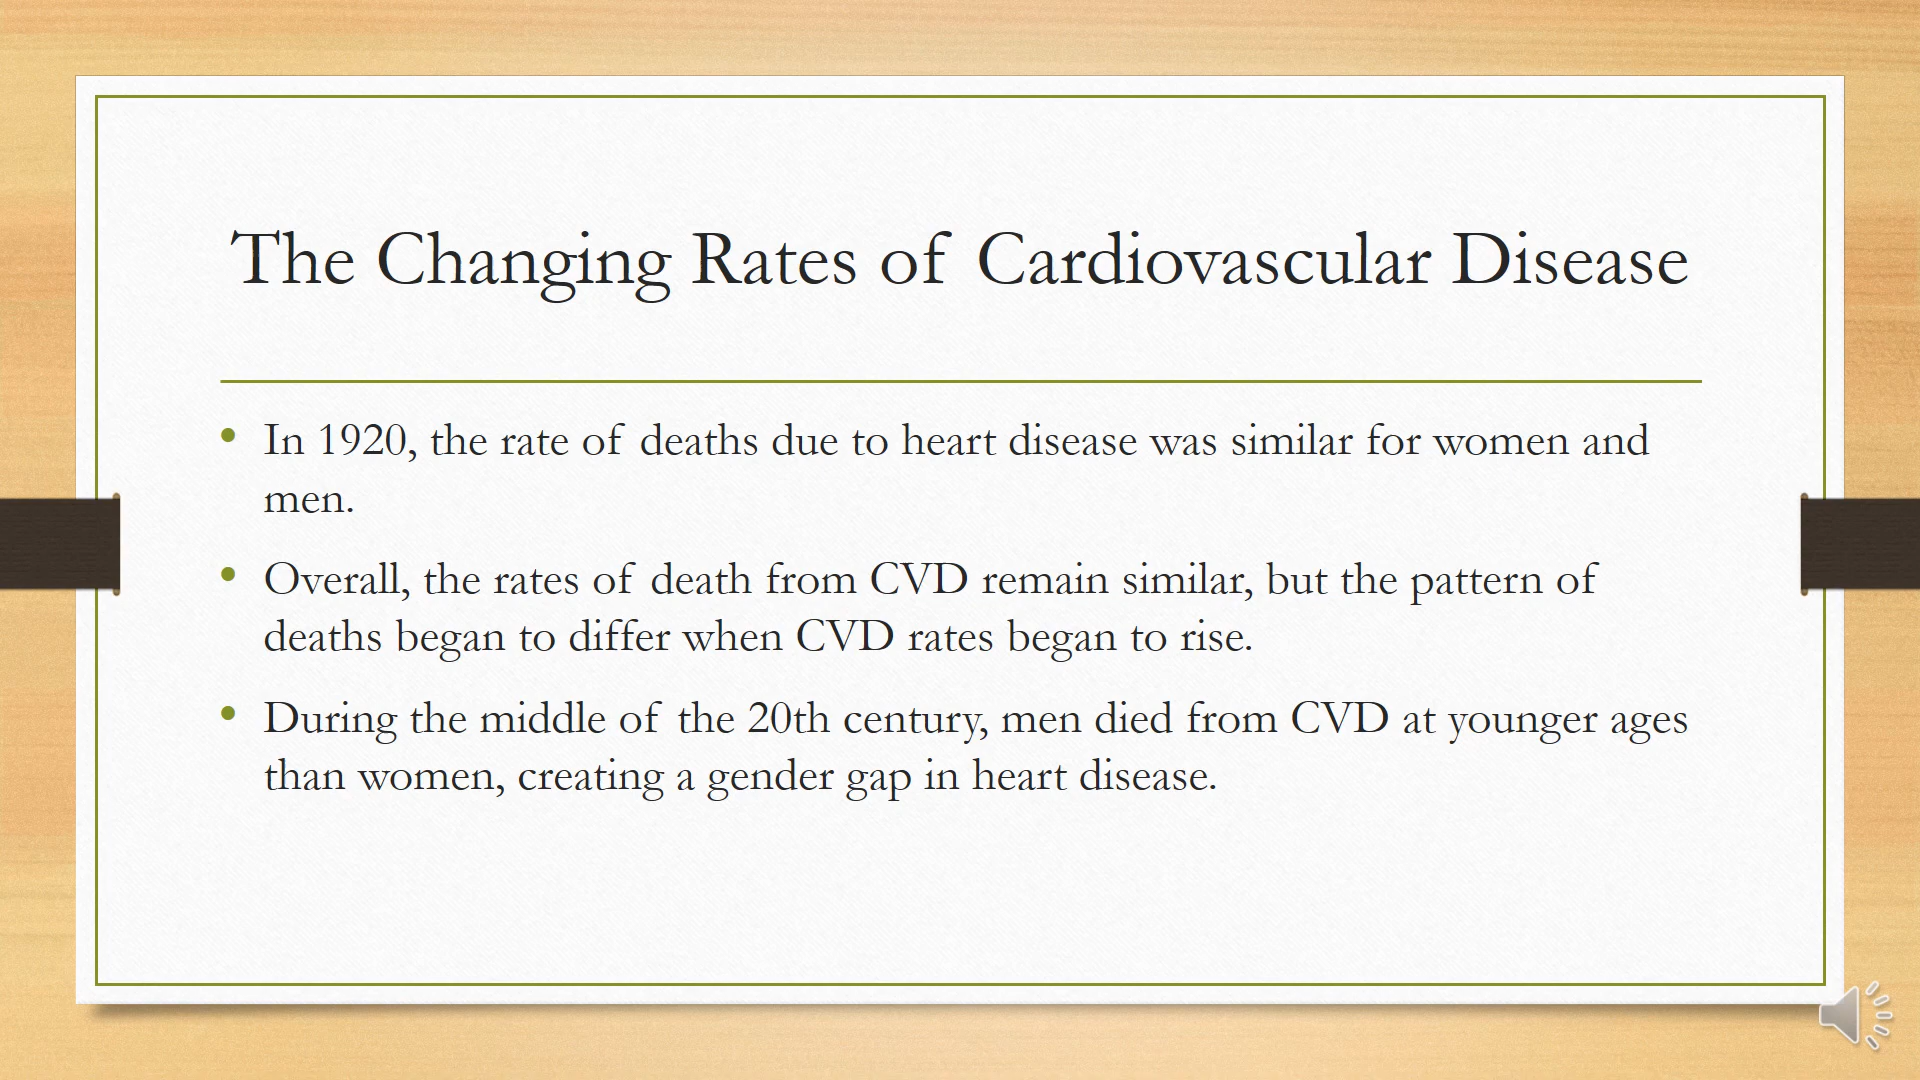 The Changing Rates of Cardiovascular Disease
• In 1920, the rate of deaths due to heart disease was similar for women and
men.
• Overall, the rates of death from CVD remain similar, but the pattern of
deaths began to differ when CVD rates began to rise.
• During the middle of the 20th century, men died from CVD at younger ages
than women, creating a gender gap in heart disease.